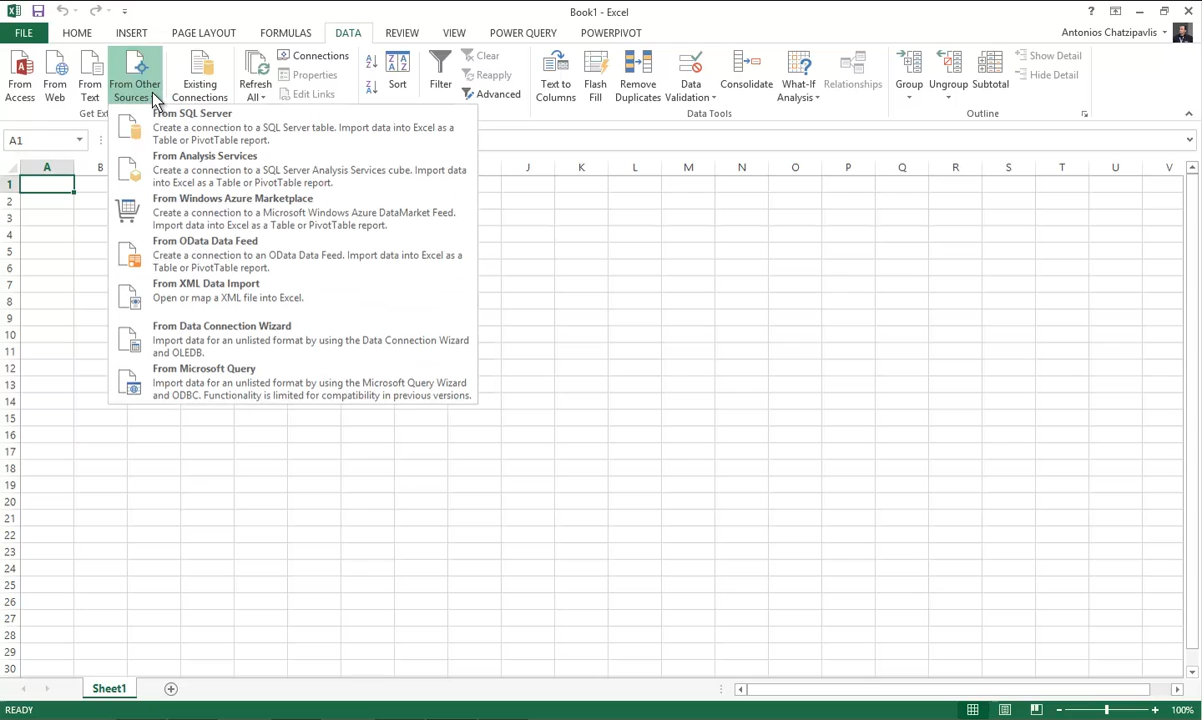 Book1 - Excel
?
FILE HOME INSERT PAGE LAYOUT FORMULAS DATA REVIEW VIEW POWER QUERY POWERPIVOT Antonios Chatzipavlis
From Access
From Web
From Text
From Other Sources
Existing Connections
Refresh All
Connections
Properties
Edit Links
Sort
Filter
Clear
Reapply
Advanced
Text to Columns
Flash Fill
Remove Duplicates
Data Validation
Consolidate
What-If Analysis
Relationships
Group
Ungroup
Subtotal
Show Detail
Hide Detail
Get Ex
Data Tools
Outline
A1
From SQL Server
Create a connection to a SQL Server table. Import data into Excel as a
Table or PivotTable report.
From Analysis Services
Create a connection to a SQL Server Analysis Services cube. Import data
into Excel as a Table or PivotTable report.
From Windows Azure Marketplace
Create a connection to a Microsoft Windows Azure DataMarket Feed.
Import data into Excel as a Table or PivotTable report.
From OData Data Feed
Create a connection to an OData Data Feed. Import data into Excel as a
Table or PivotTable report.
From XML Data Import
Open or map a XML file into Excel.
From Data Connection Wizard
Import data for an unlisted format by using the Data Connection Wizard
and OLEDB.
From Microsoft Query
Import data for an unlisted format by using the Microsoft Query Wizard
and ODBC. Functionality is limited for compatibility in previous versions.
A B J K L M N O P Q R S T U V
1
2
3
4
5
6
7
8
9
10
11
12
13
14
15
16
17
18
19
20
21
22
23
24
25
26
27
28
29
30
Sheet1
READY
100%